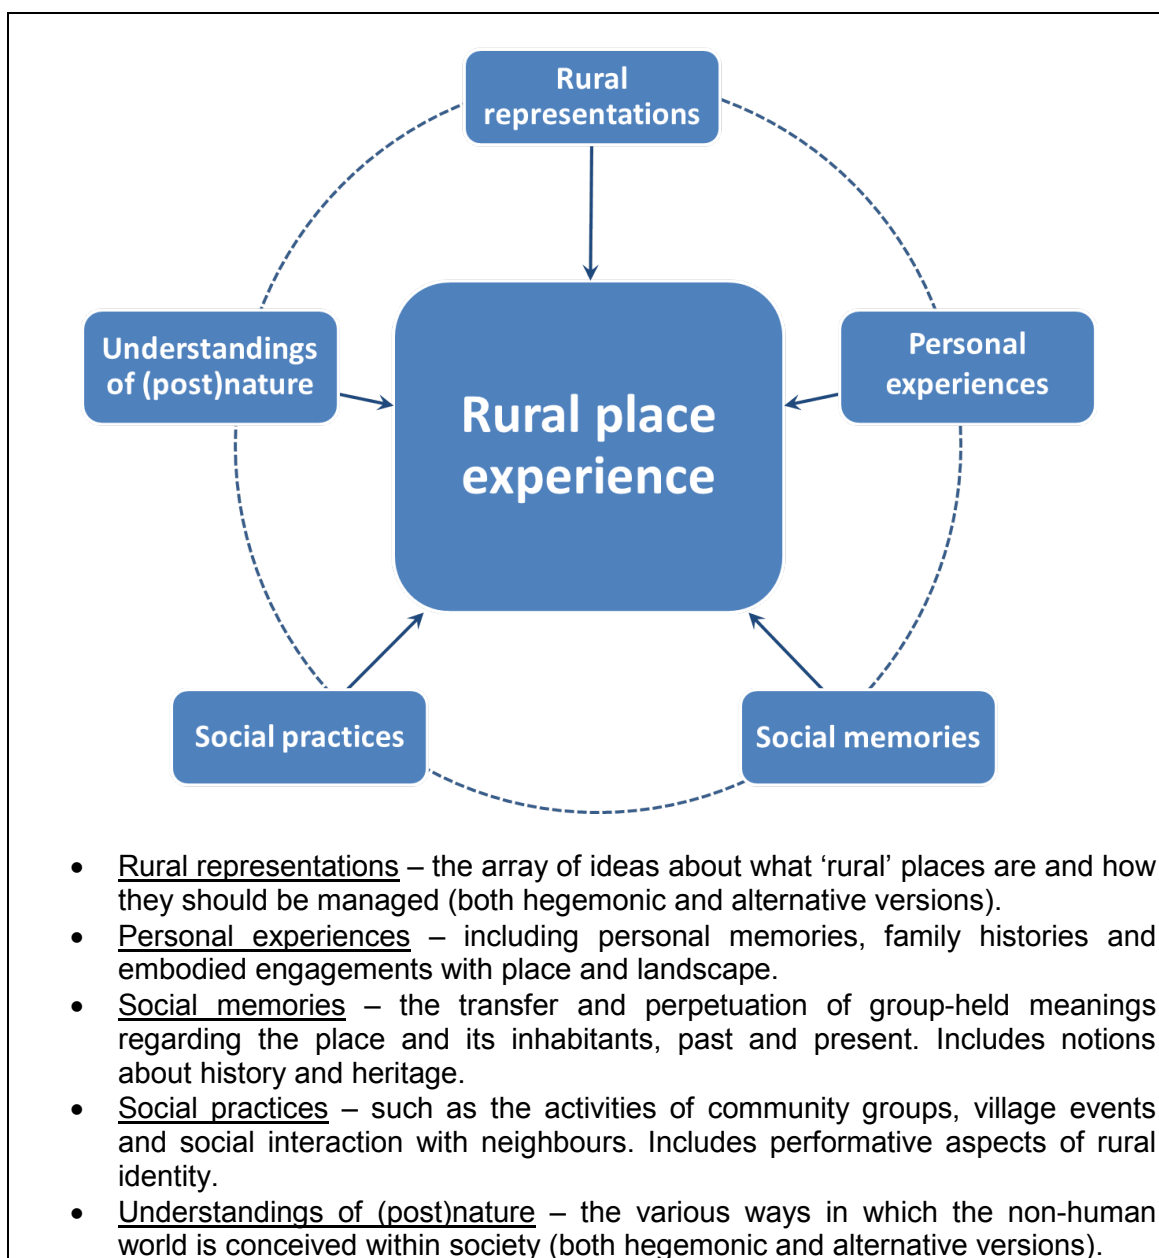 Rural
representations
Understandings
of (post)nature
Personal
experiences
Rural place
experience
Social practices
Social memories
• Rural representations – the array of ideas about what ‘rural’ places are and how
they should be managed (both hegemonic and alternative versions).
• Personal experiences – including personal memories, family histories and
embodied engagements with place and landscape.
• Social memories – the transfer and perpetuation of group-held meanings
regarding the place and its inhabitants, past and present. Includes notions
about history and heritage.
• Social practices – such as the activities of community groups, village events
and social interaction with neighbours. Includes performative aspects of rural
identity.
• Understandings of (post)nature – the various ways in which the non-human
world is conceived within society (both hegemonic and alternative versions).